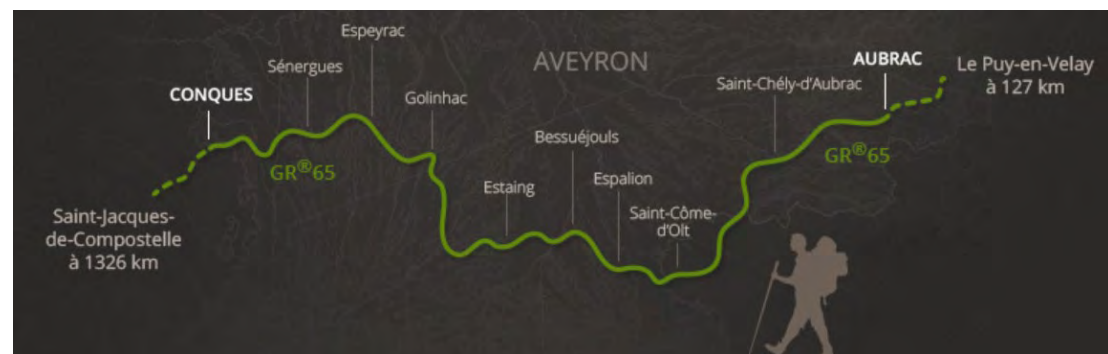 Espeyrac
AVEYRON
AUBRAC
Le Puy-en-Velay
à 127 km
Sénergues
Saint-Chély-d'Aubrac
CONQUES
Golinhac
Bessuéjouls
GR®65
GR®65
Estaing
Espalion
Saint-Côme-
d'Olt
Saint-Jacques-
de-Compostelle
à 1326 km